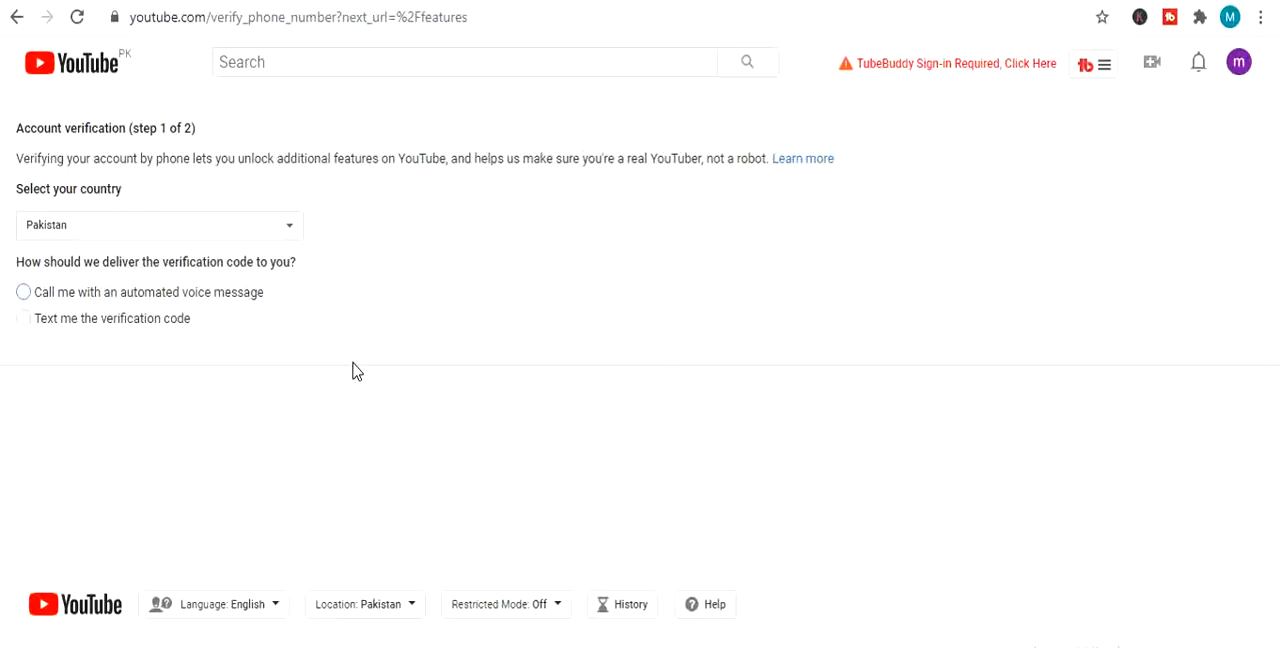 youtube.com/verify_phone_number?next_url=%2Ffeatures
M
YouTube PK
Search
TubeBuddy Sign-in Required, Click Here
tb
m
Account verification (step 1 of 2)
Verifying your account by phone lets you unlock additional features on YouTube, and helps us make sure you're a real YouTuber, not a robot. Learn more
Select your country
Pakistan
How should we deliver the verification code to you?
Call me with an automated voice message
Text me the verification code
YouTube Language: English Location: Pakistan Restricted Mode: Off History Help